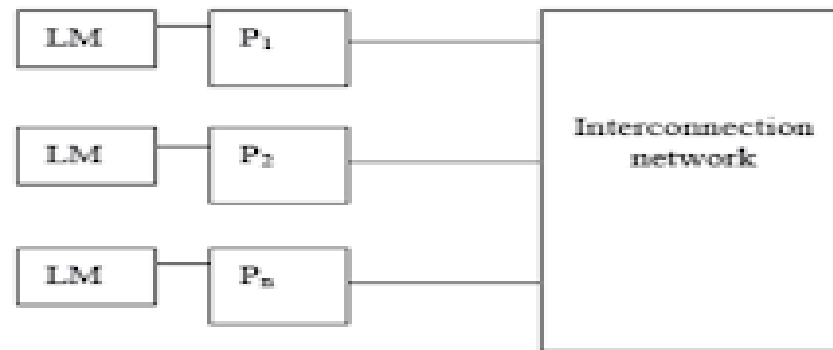 LM P₁
LM P₂
LM Pₙ
Interconnection
network